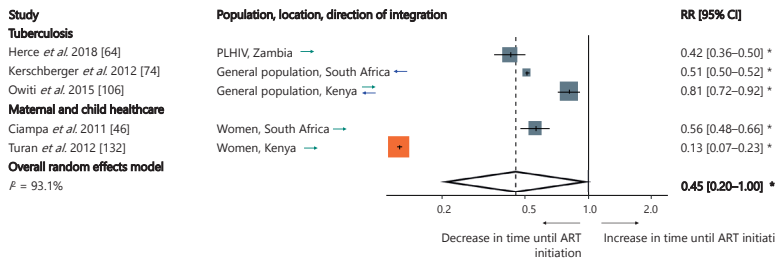 Study Population, location, direction of integration RR [95% CI]
Tuberculosis
Herce et al. 2018 [64] PLHIV, Zambia → 0.42 [0.36–0.50] *
Kerschberger et al. 2012 [74] General population, South Africa ← 0.51 [0.50–0.52] *
Owiti et al. 2015 [106] General population, Kenya ⇄ 0.81 [0.72–0.92] *
Maternal and child healthcare
Ciampa et al. 2011 [46] Women, South Africa → 0.56 [0.48–0.66] *
Turan et al. 2012 [132] Women, Kenya → 0.13 [0.07–0.23] *
Overall random effects model
I² = 93.1% 0.45 [0.20–1.00] *
0.2 0.5 1.0 2.0
Decrease in time until ART Increase in time until ART initiati
initiation